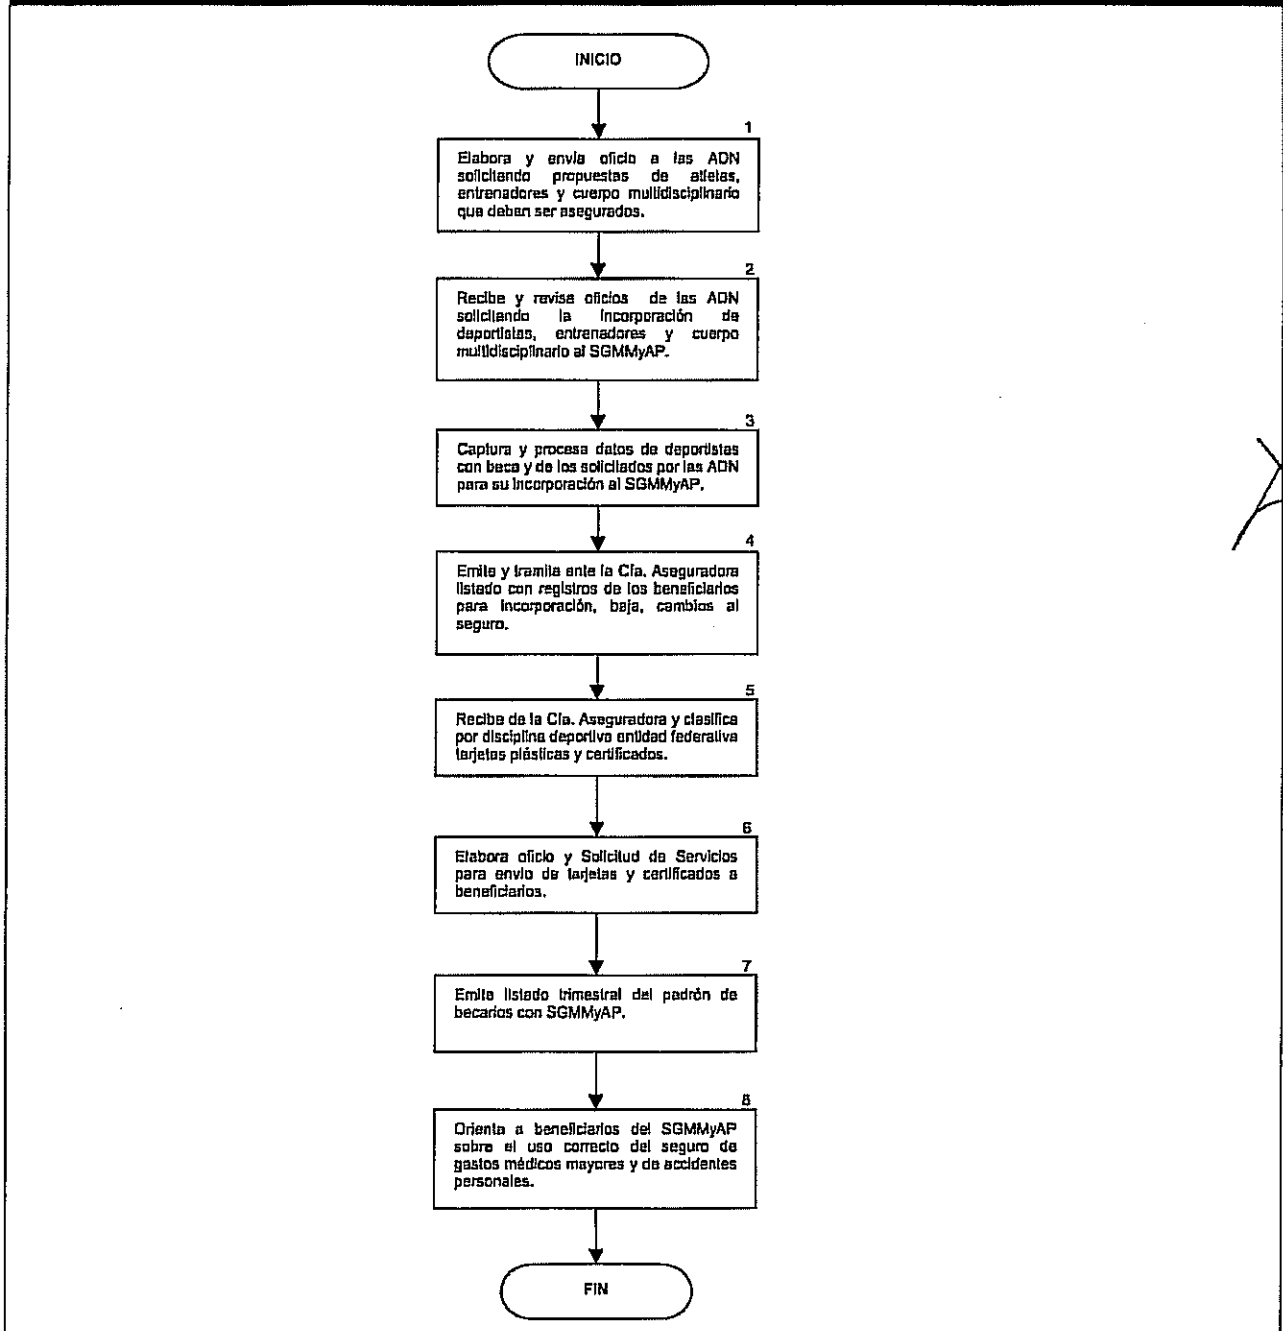 INICIO
1
Elabora y envía oficio a las ADN
solicitando propuestas de atletas,
entrenadores y cuerpo multidisciplinario
que deban ser asegurados.
2
Recibe y revisa oficios de las ADN
solicitando la incorporación de
deportistas, entrenadores y cuerpo
multidisciplinario al SGMMyAP.
3
Captura y procesa datos de deportistas
con beca y de los solicitados por las ADN
para su incorporación al SGMMyAP.
4
Emite y tramita ante la Cía. Aseguradora
listado con registros de los beneficiarios
para incorporación, baja, cambios al
seguro.
5
Recibe de la Cía. Aseguradora y clasifica
por disciplina deportivo entidad federativa
tarjetas plásticas y certificados.
6
Elabora oficio y Solicitud de Servicios
para envío de tarjetas y certificados a
beneficiarios.
7
Emite listado trimestral del padrón de
becarios con SGMMyAP.
8
Orienta a beneficiarios del SGMMyAP
sobre el uso correcto del seguro de
gastos médicos mayores y de accidentes
personales.
FIN